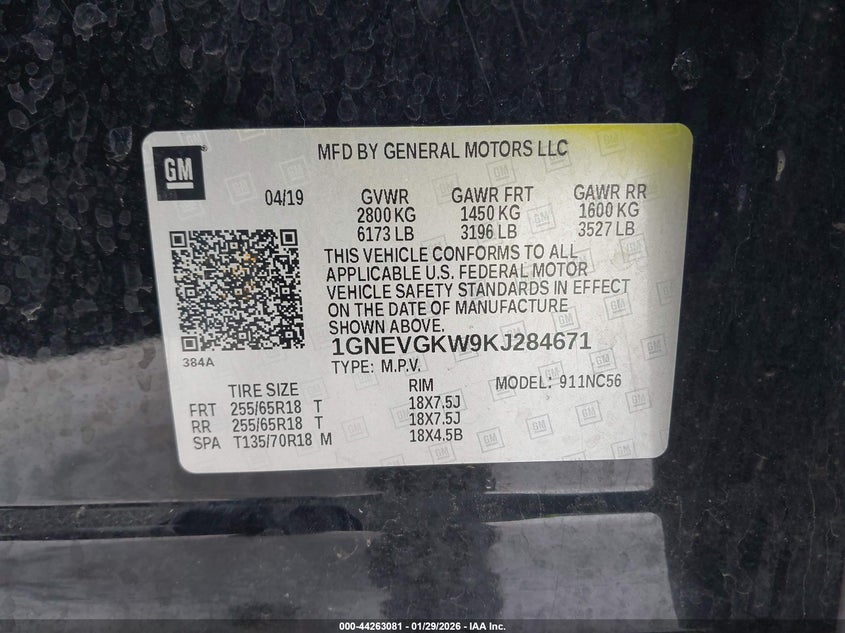 GM
MFD BY GENERAL MOTORS LLC
04/19 GVWR GAWR FRT GAWR RR
2800 KG 1450 KG 1600 KG
6173 LB 3196 LB 3527 LB
THIS VEHICLE CONFORMS TO ALL
APPLICABLE U.S. FEDERAL MOTOR
VEHICLE SAFETY STANDARDS IN EFFECT
ON THE DATE OF MANUFACTURE
SHOWN ABOVE.
384A
1GNEVGKW9KJ284671
TYPE: M.P.V.
TIRE SIZE RIM MODEL: 911NC56
FRT 255/65R18 T 18X7.5J
RR 255/65R18 T 18X7.5J
SPA T135/70R18 M 18X4.5B
000-44263081 - 01/29/2026 - IAA Inc.